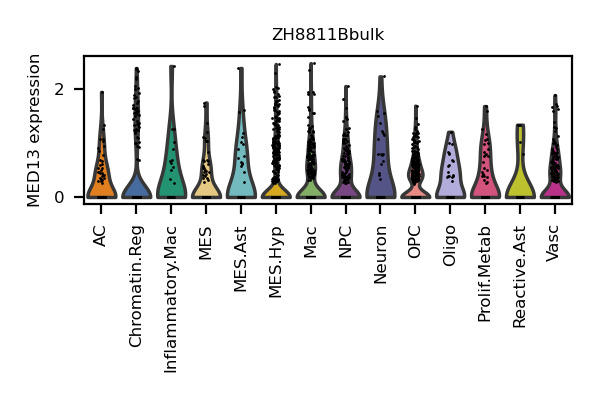 ZH8811Bbulk
MED13 expression
2
0
AC
Chromatin.Reg
Inflammatory.Mac
MES
MES.Ast
MES.Hyp
Mac
NPC
Neuron
OPC
Oligo
Prolif.Metab
Reactive.Ast
Vasc